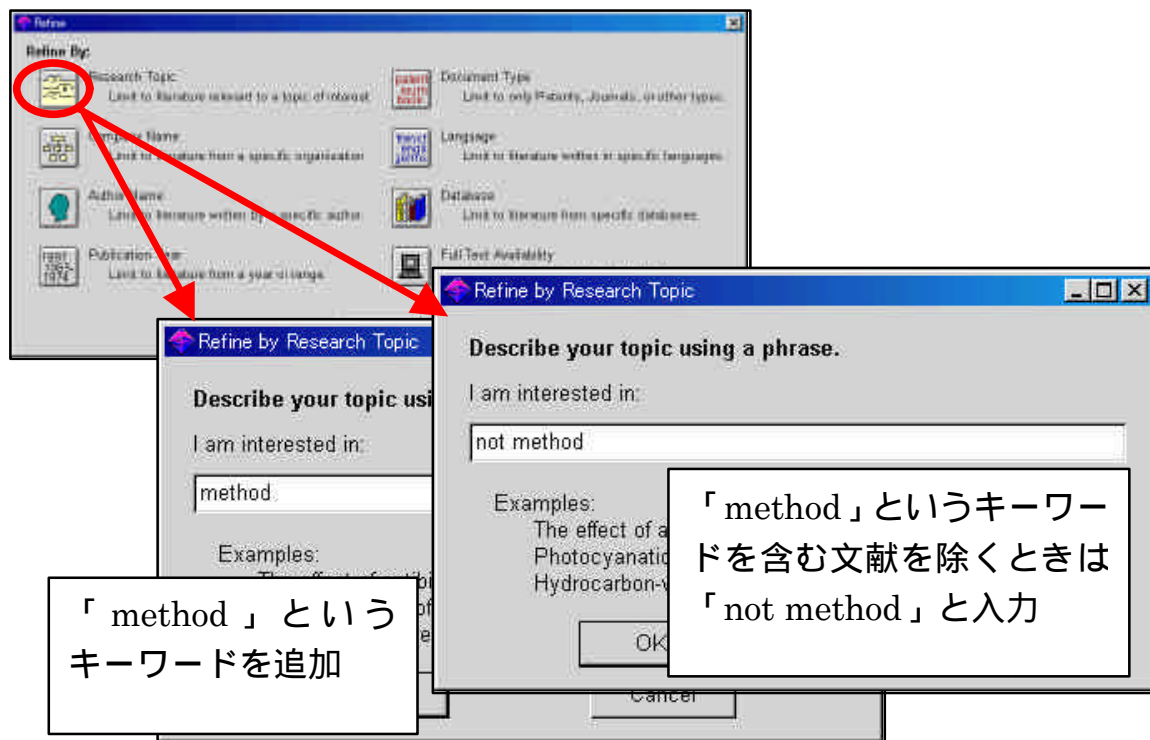 Refine
Refine By:
Research Topic
Limit to literature relevant to a topic of interest.
Document Type
Limit to only Patents, Journals, or other types.
Company Name
Limit to literature from a specific organization.
Language
Limit to literature written in specific languages.
Author Name
Limit to literature written by a specific author.
Database
Limit to literature from specific databases.
Publication Year
Limit to literature from a year or range.
Full Text Availability
Refine by Research Topic
Describe your topic usi
I am interested in:
method
Examples:
Refine by Research Topic
Describe your topic using a phrase.
I am interested in:
not method
Examples:
The effect of a
Photocyanatic
Hydrocarbon-v
OK
Cancel
「method」という
キーワードを追加
「method」というキーワー
ドを含む文献を除くときは
「not method」と入力